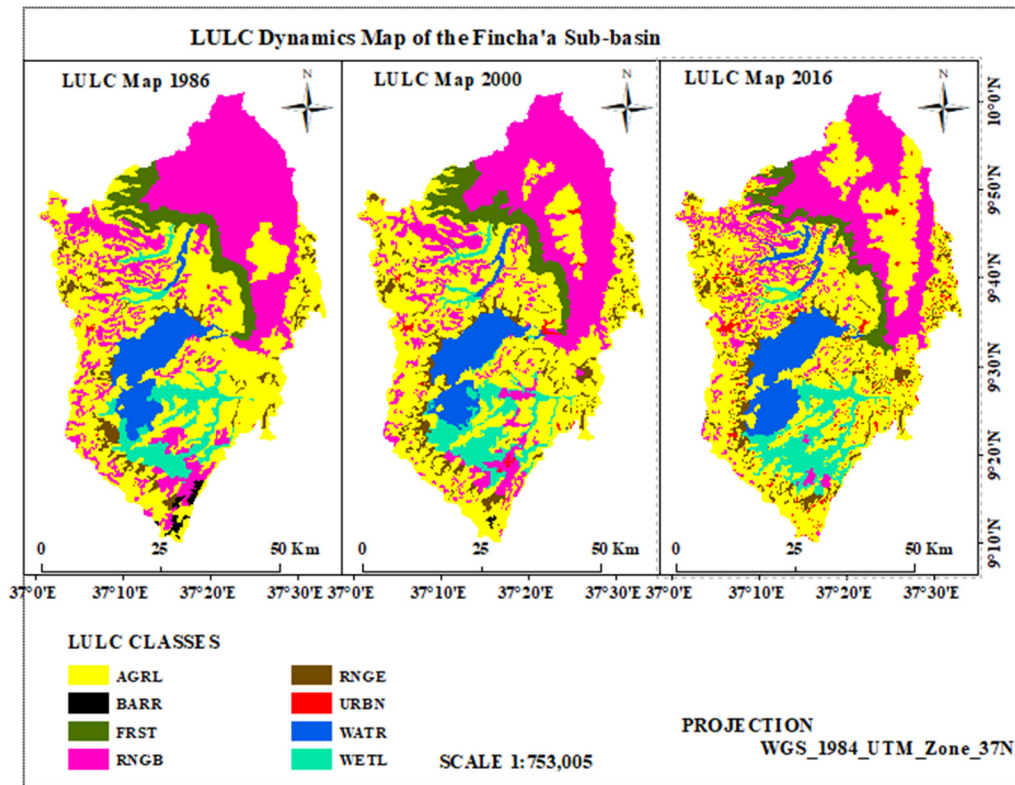 LULC Dynamics Map of the Fincha'a Sub-basin
LULC Map 1986
N
LULC Map 2000
N
LULC Map 2016
N
10°0'N
9°50'N
9°40'N
9°30'N
9°20'N
9°10'N
0 25 50 Km
0 25 50 Km
0 25 50 Km
37°0'E 37°10'E 37°20'E 37°30'E
37°0'E 37°10'E 37°20'E 37°30'E
37°0'E 37°10'E 37°20'E 37°30'E
LULC CLASSES
AGRL
BARR
FRST
RNGB
RNGE
URBN
WATR
WETL
SCALE 1:753,005
PROJECTION
WGS_1984_UTM_Zone_37N